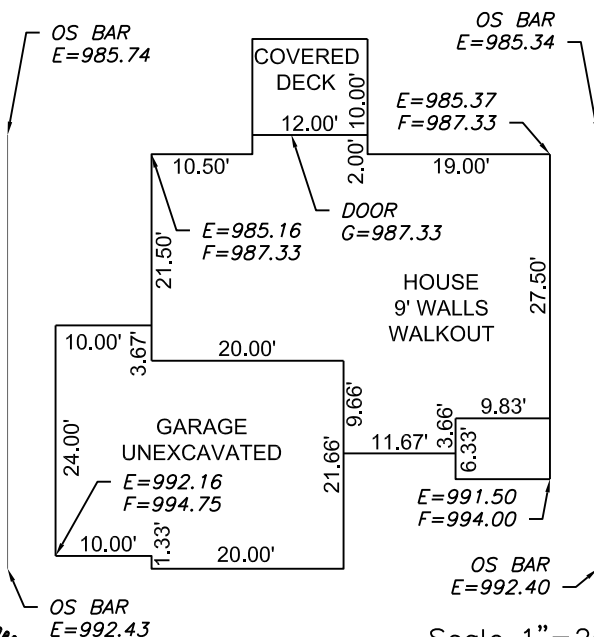 OS BAR
E=985.74
OS BAR
E=985.34
COVERED
DECK
10.00'
12.00'
E=985.37
F=987.33
10.50'
2.00'
19.00'
DOOR
G=987.33
E=985.16
F=987.33
21.50'
HOUSE
9' WALLS
WALKOUT
27.50'
10.00'
3.67'
20.00'
9.66'
9.83'
3.66'
6.33'
11.67'
GARAGE
UNEXCAVATED
24.00'
21.66'
E=992.16
F=994.75
E=991.50
F=994.00
10.00'
1.33'
20.00'
OS BAR
E=992.40
OS BAR
E=992.43